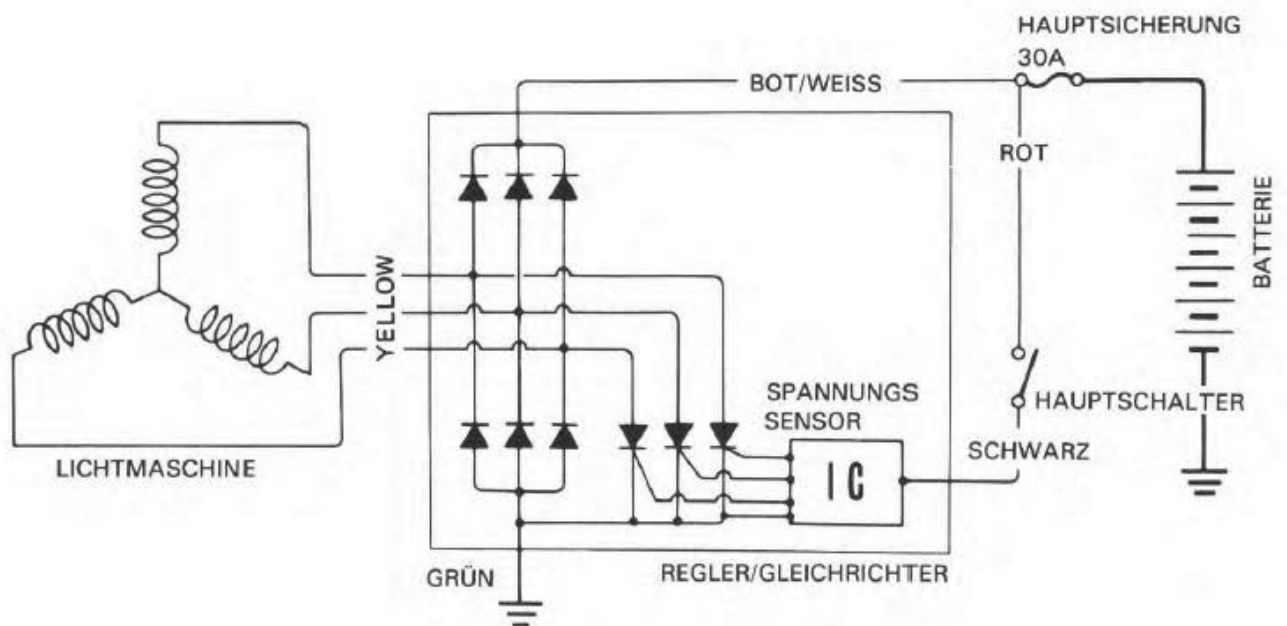 HAUPTSICHERUNG
30A
BOT/WEISS
ROT
BATTERIE
YELLOW
SPANNUNGS
SENSOR
HAUPTSCHALTER
SCHWARZ
LICHTMASCHINE
IC
GRÜN
REGLER/GLEICHRICHTER